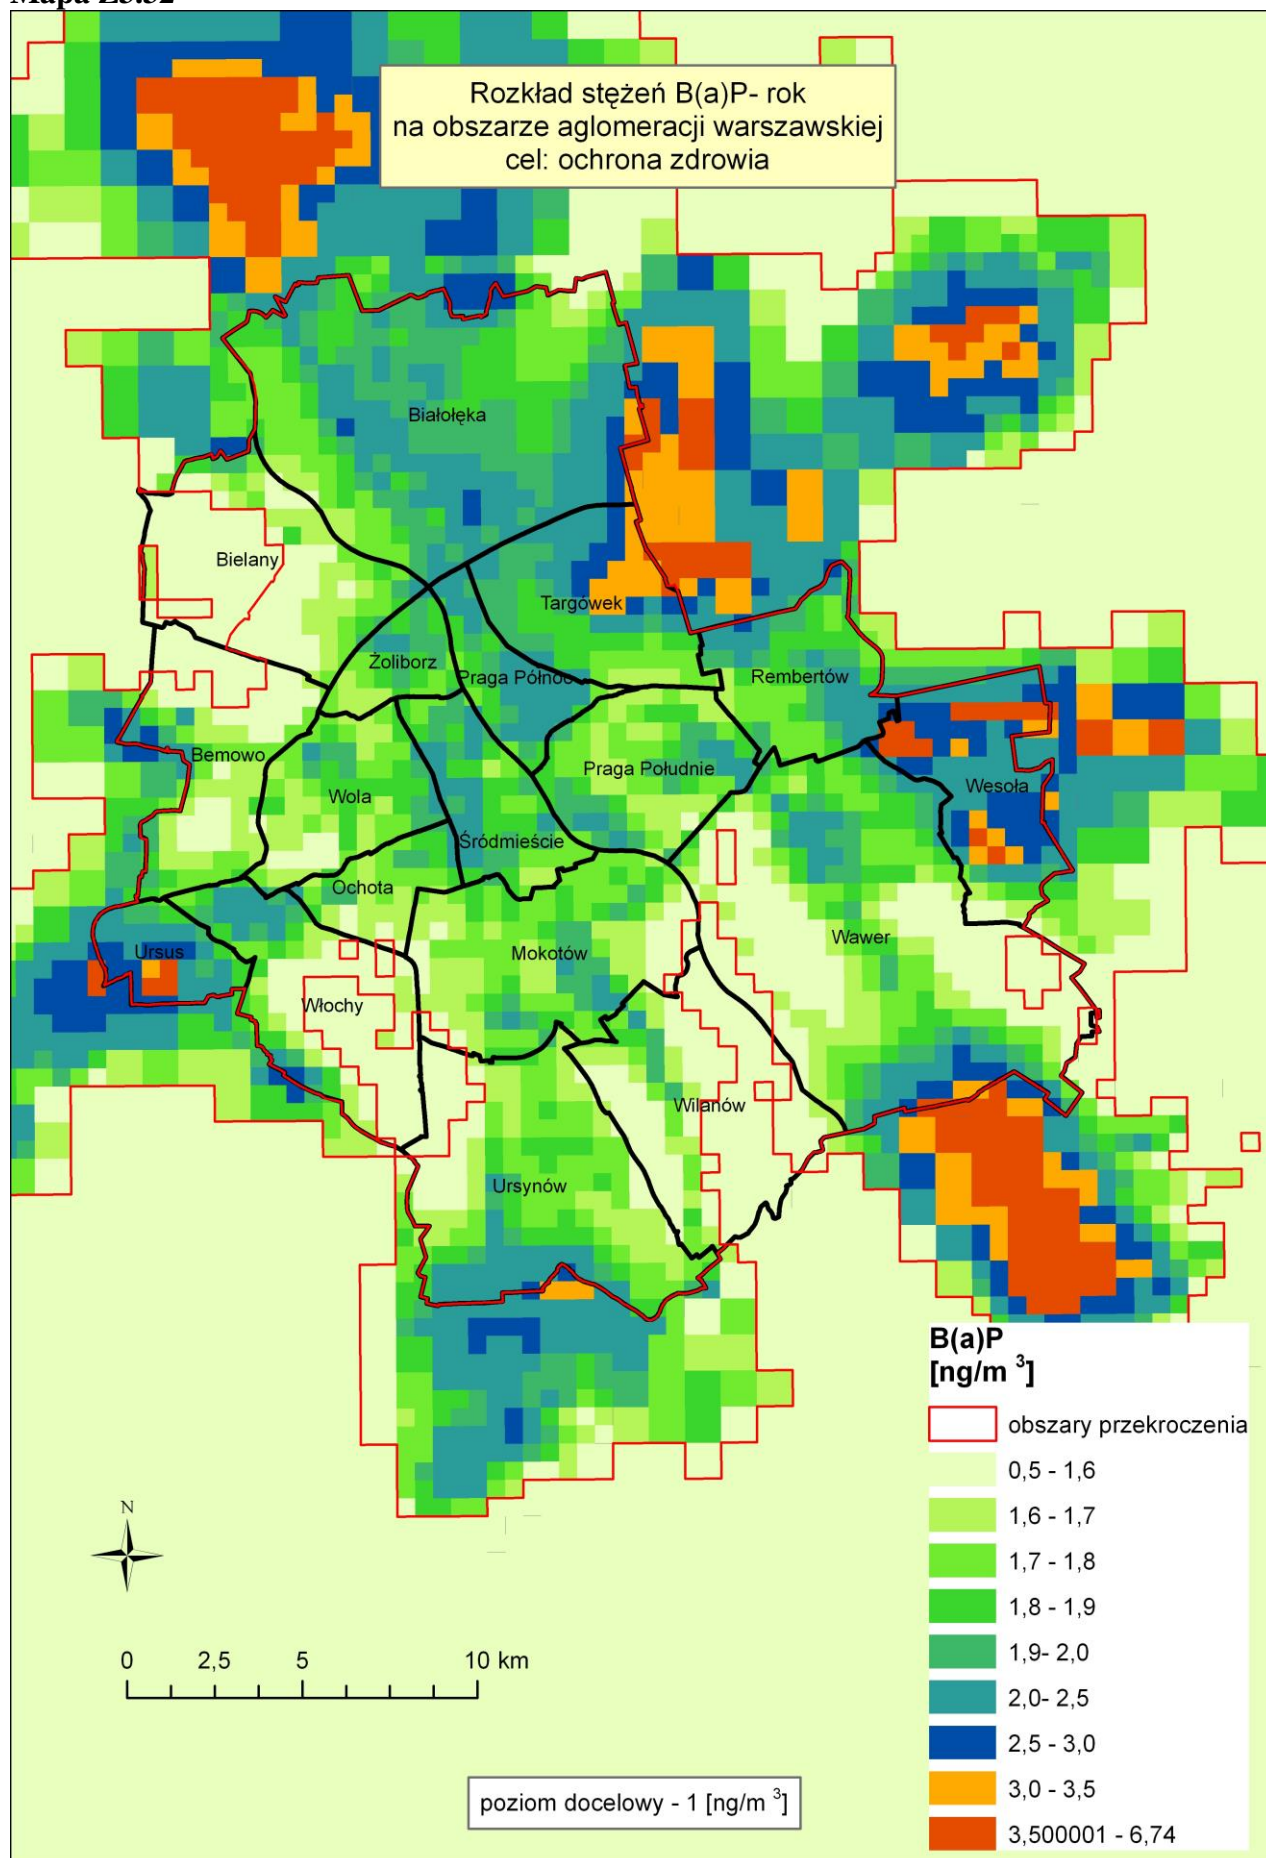 Mapa Z3.32
Rozkład stężeń B(a)P- rok
na obszarze aglomeracji warszawskiej
cel: ochrona zdrowia
Białołęka
Bielany
Targówek
Żoliborz
Praga Północ
Rembertów
Bemowo
Praga Południe
Wola
Wesoła
Śródmieście
Ochota
Wawer
Ursus
Mokotów
Włochy
Wilanów
Ursynów
B(a)P
[ng/m ³]
obszary przekroczenia
0,5 - 1,6
1,6 - 1,7
1,7 - 1,8
1,8 - 1,9
1,9- 2,0
2,0- 2,5
2,5 - 3,0
3,0 - 3,5
3,500001 - 6,74
N
0 2,5 5 10 km
poziom docelowy - 1 [ng/m ³]